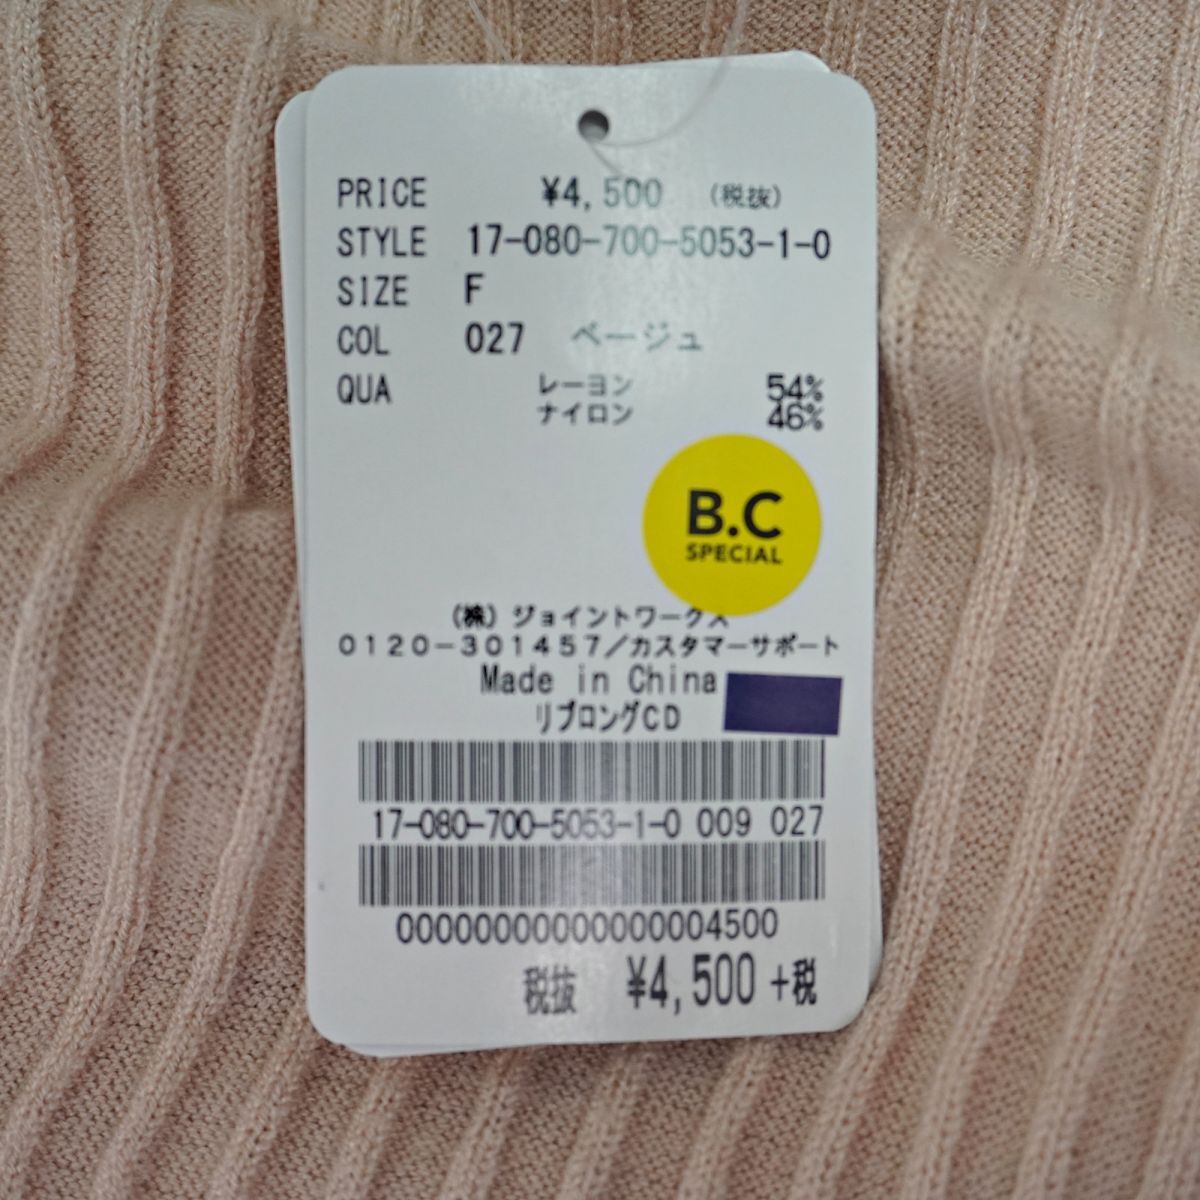 PRICE ¥4,500 (税抜)
STYLE 17-080-700-5053-1-0
SIZE F
COL 027 ベージュ
QUA レーヨン 54%
ナイロン 46%
B.C
SPECIAL
(株)ジョイントワークス
0120-301457/カスタマーサポート
Made in China
リブロングCD
17-080-700-5053-1-0 009 027
00000000000000004500
税抜 ¥4,500+税